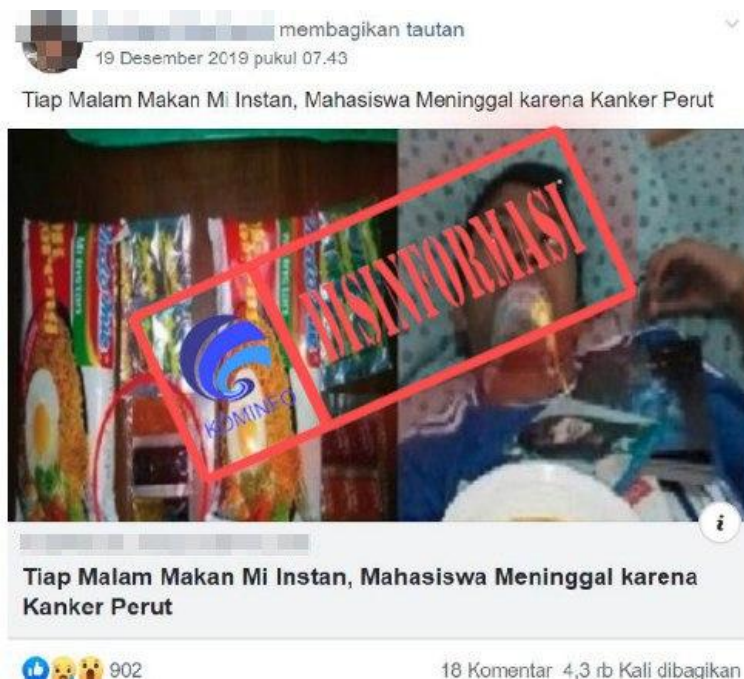 membagikan tautan
19 Desember 2019 pukul 07.43
Tiap Malam Makan Mi Instan, Mahasiswa Meninggal karena Kanker Perut
DISINFORMASI
KOMINFO
i
Tiap Malam Makan Mi Instan, Mahasiswa Meninggal karena
Kanker Perut
902
18 Komentar 4,3 rb Kali dibagikan